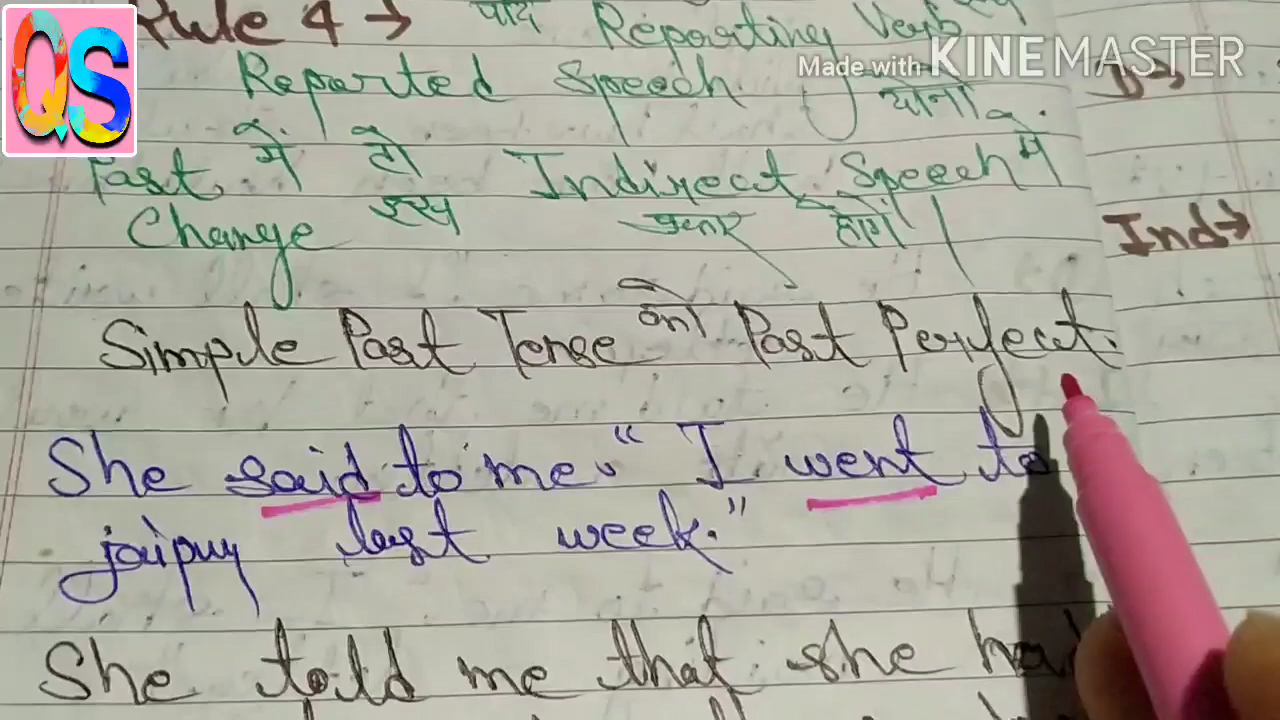 QS
Made with KINEMASTER
Rule 4 → यदि Reporting Verb
Reported Speech दोनों
D →
Past में हो Indirect Speech में
Change इस प्रकार होगें।
Ind →
Simple Past Tense को Past Perfect.
She said to me, "I went to
jaipur last week."
She told me that she had